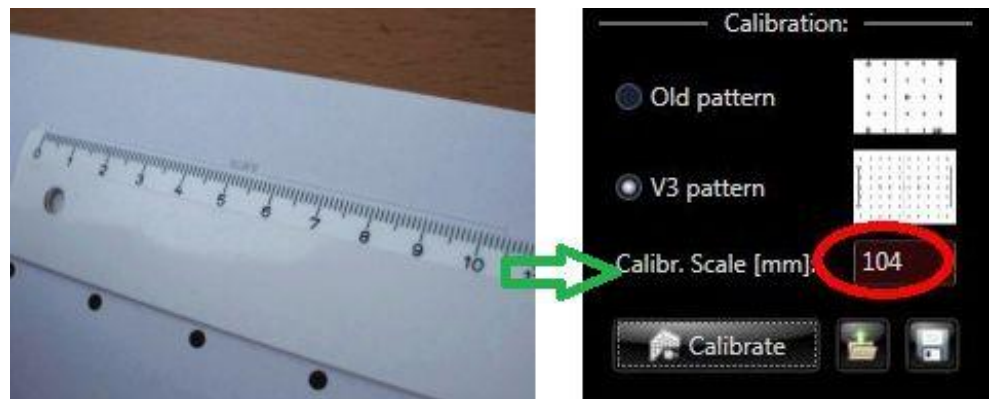 0 1 2 3 4 5 6 7 8 9 10
Calibration:
Old pattern
V3 pattern
Calibr. Scale [mm]: 104
Calibrate